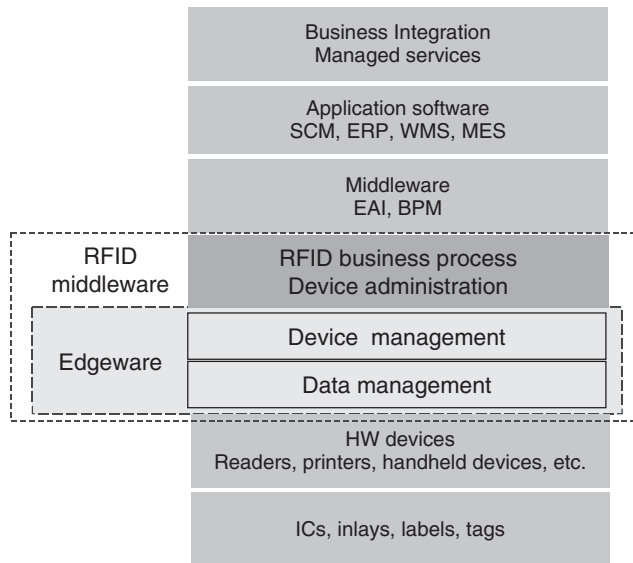 Business Integration
Managed services
Application software
SCM, ERP, WMS, MES
Middleware
EAI, BPM
RFID
middleware
RFID business process
Device administration
Edgeware
Device management
Data management
HW devices
Readers, printers, handheld devices, etc.
ICs, inlays, labels, tags